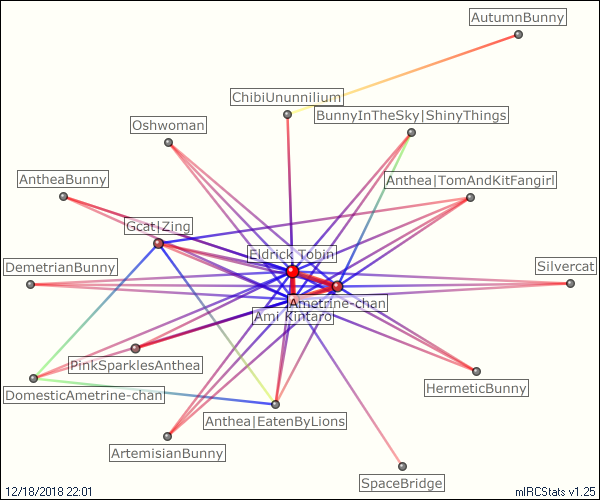 AutumnBunny
ChibiUnunnilium
BunnyInTheSky|ShinyThings
Oshwoman
AntheaBunny
Anthea|TomAndKitFangirl
Gcat|Zing
Eldrick Tobin
DemetrianBunny
Silvercat
Ametrine-chan
Ami Kintaro
PinkSparklesAnthea
DomesticAmetrine-chan
HermeticBunny
Anthea|EatenByLions
ArtemisianBunny
SpaceBridge
12/18/2018 22:01
mIRCStats v1.25